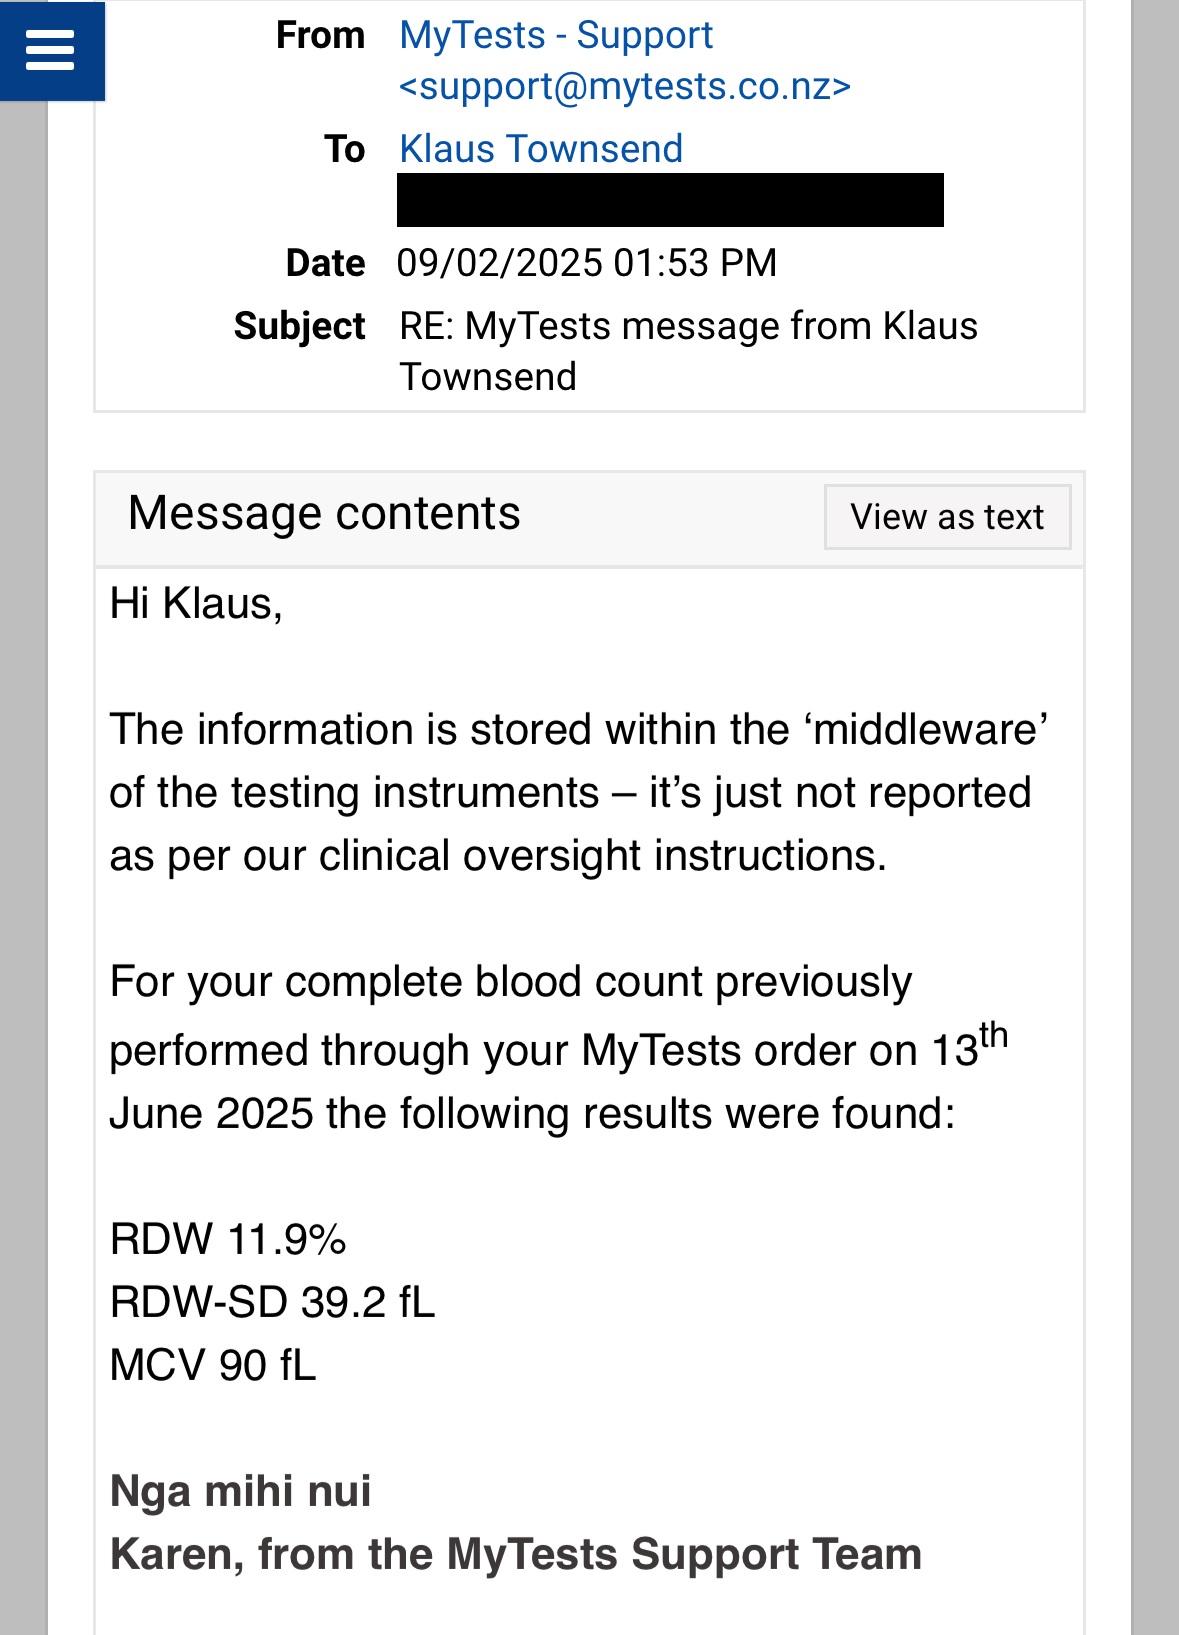 From MyTests - Support
<support@mytests.co.nz>
To Klaus Townsend
Date 09/02/2025 01:53 PM
Subject RE: MyTests message from Klaus
Townsend
Message contents View as text
Hi Klaus,
The information is stored within the ‘middleware’
of the testing instruments – it’s just not reported
as per our clinical oversight instructions.
For your complete blood count previously
performed through your MyTests order on 13th
June 2025 the following results were found:
RDW 11.9%
RDW-SD 39.2 fL
MCV 90 fL
Nga mihi nui
Karen, from the MyTests Support Team